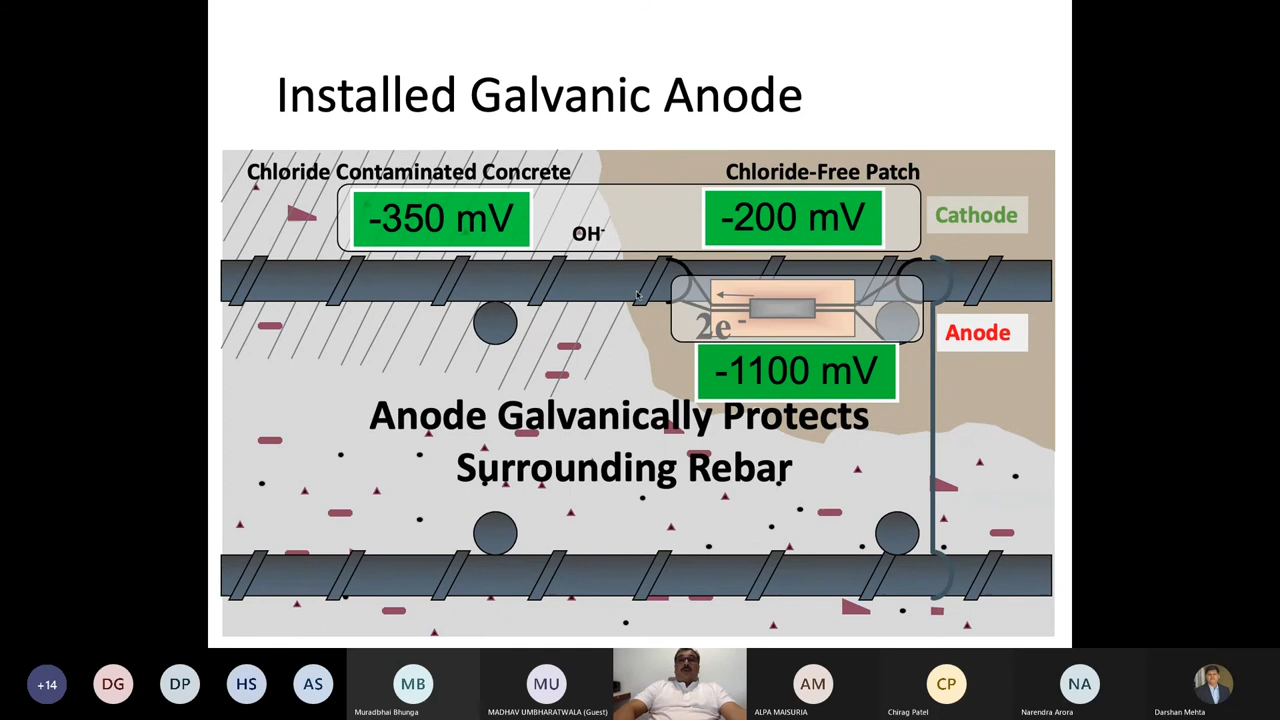 Installed Galvanic Anode
Chloride Contaminated Concrete
Chloride-Free Patch
-350 mV
OH-
-200 mV
Cathode
2e-
Anode
-1100 mV
Anode Galvanically Protects
Surrounding Rebar
+14
DG
DP
HS
AS
MB
Muradbhai Bhunga
MU
MADHAV UMBHARATWALA (Guest)
AM
ALPA MAISURIA
CP
Chirag Patel
NA
Narendra Arora
Darshan Mehta